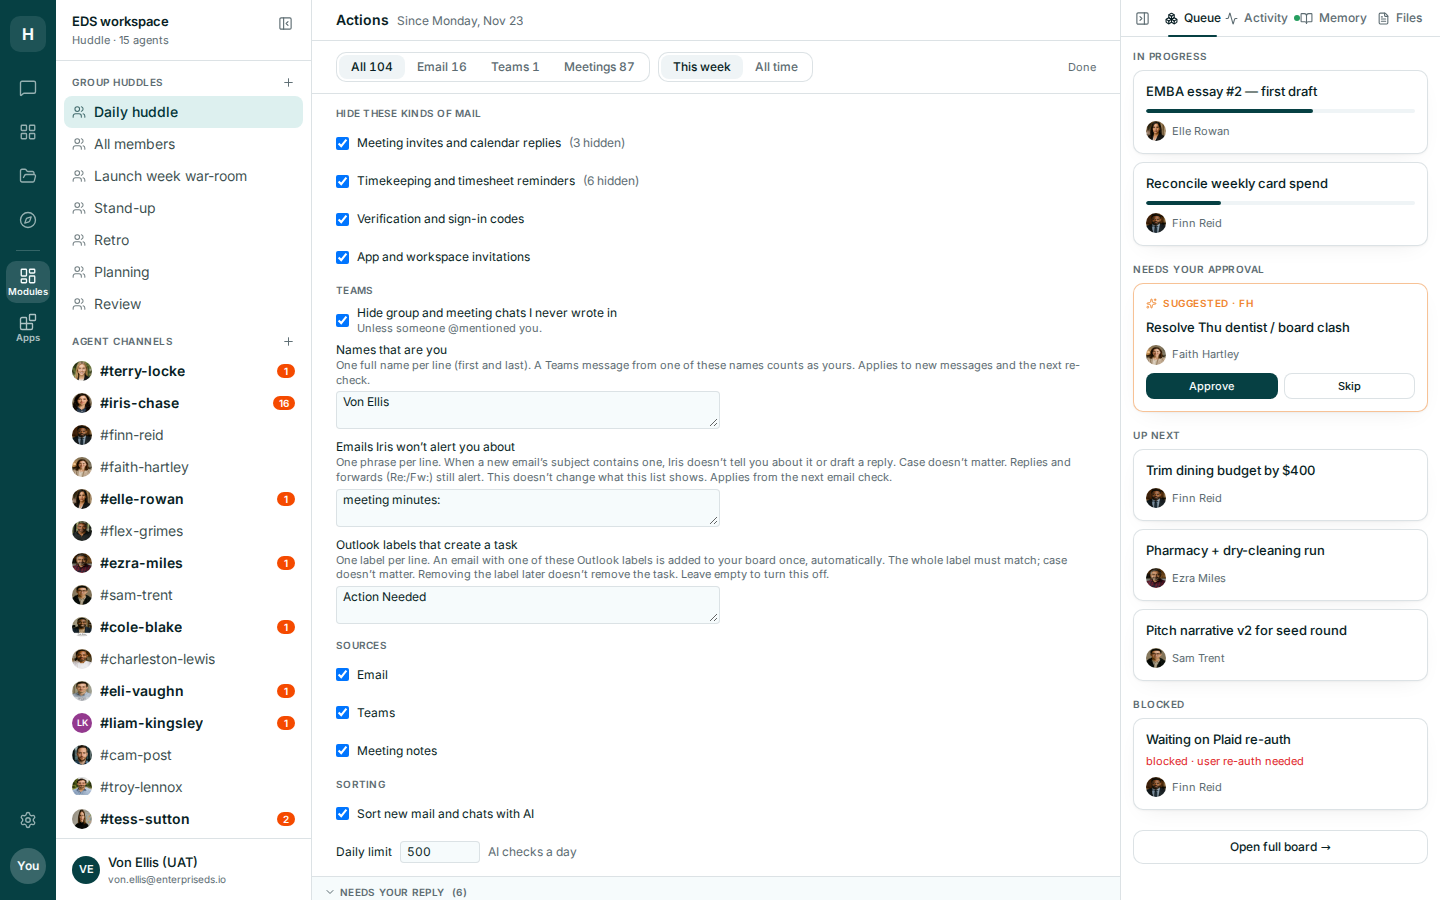 H
Modules
Apps
You
EDS workspace
Huddle · 15 agents
GROUP HUDDLES
Daily huddle
All members
Launch week war-room
Stand-up
Retro
Planning
Review
AGENT CHANNELS
#terry-locke 1
#iris-chase 16
#finn-reid
#faith-hartley
#elle-rowan 1
#flex-grimes
#ezra-miles 1
#sam-trent
#cole-blake 1
#charleston-lewis
#eli-vaughn 1
LK #liam-kingsley 1
#cam-post
#troy-lennox
#tess-sutton 2
VE
Von Ellis (UAT)
von.ellis@enterpriseds.io
Actions Since Monday, Nov 23
All 104 Email 16 Teams 1 Meetings 87 This week All time Done
HIDE THESE KINDS OF MAIL
Meeting invites and calendar replies (3 hidden)
Timekeeping and timesheet reminders (6 hidden)
Verification and sign-in codes
App and workspace invitations
TEAMS
Hide group and meeting chats I never wrote in
Unless someone @mentioned you.
Names that are you
One full name per line (first and last). A Teams message from one of these names counts as yours. Applies to new messages and the next re-
check.
Von Ellis
Emails Iris won’t alert you about
One phrase per line. When a new email’s subject contains one, Iris doesn’t tell you about it or draft a reply. Case doesn’t matter. Replies and
forwards (Re:/Fw:) still alert. This doesn’t change what this list shows. Applies from the next email check.
meeting minutes:
Outlook labels that create a task
One label per line. An email with one of these Outlook labels is added to your board once, automatically. The whole label must match; case
doesn’t matter. Removing the label later doesn’t remove the task. Leave empty to turn this off.
Action Needed
SOURCES
Email
Teams
Meeting notes
SORTING
Sort new mail and chats with AI
Daily limit 500 AI checks a day
NEEDS YOUR REPLY (6)
Queue Activity Memory Files
IN PROGRESS
EMBA essay #2 — first draft
Elle Rowan
Reconcile weekly card spend
Finn Reid
NEEDS YOUR APPROVAL
SUGGESTED · FH
Resolve Thu dentist / board clash
Faith Hartley
Approve Skip
UP NEXT
Trim dining budget by $400
Finn Reid
Pharmacy + dry-cleaning run
Ezra Miles
Pitch narrative v2 for seed round
Sam Trent
BLOCKED
Waiting on Plaid re-auth
blocked · user re-auth needed
Finn Reid
Open full board →